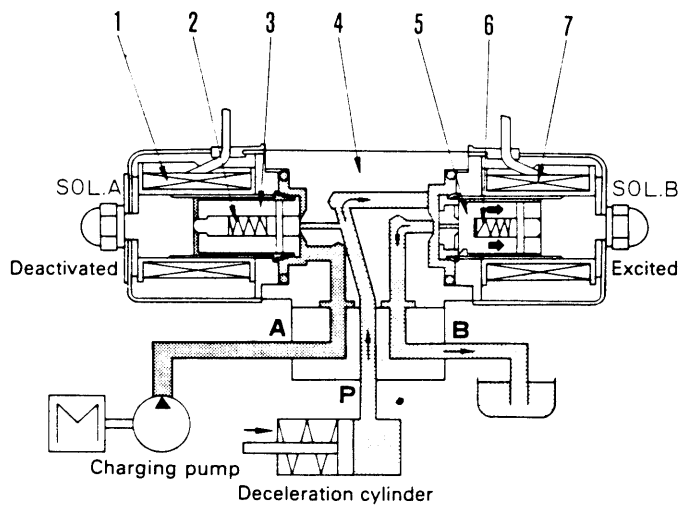 1 2 3 4 5 6 7
SOL.A
SOL.B
Deactivated
Excited
A
B
P
M
Charging pump
Deceleration cylinder